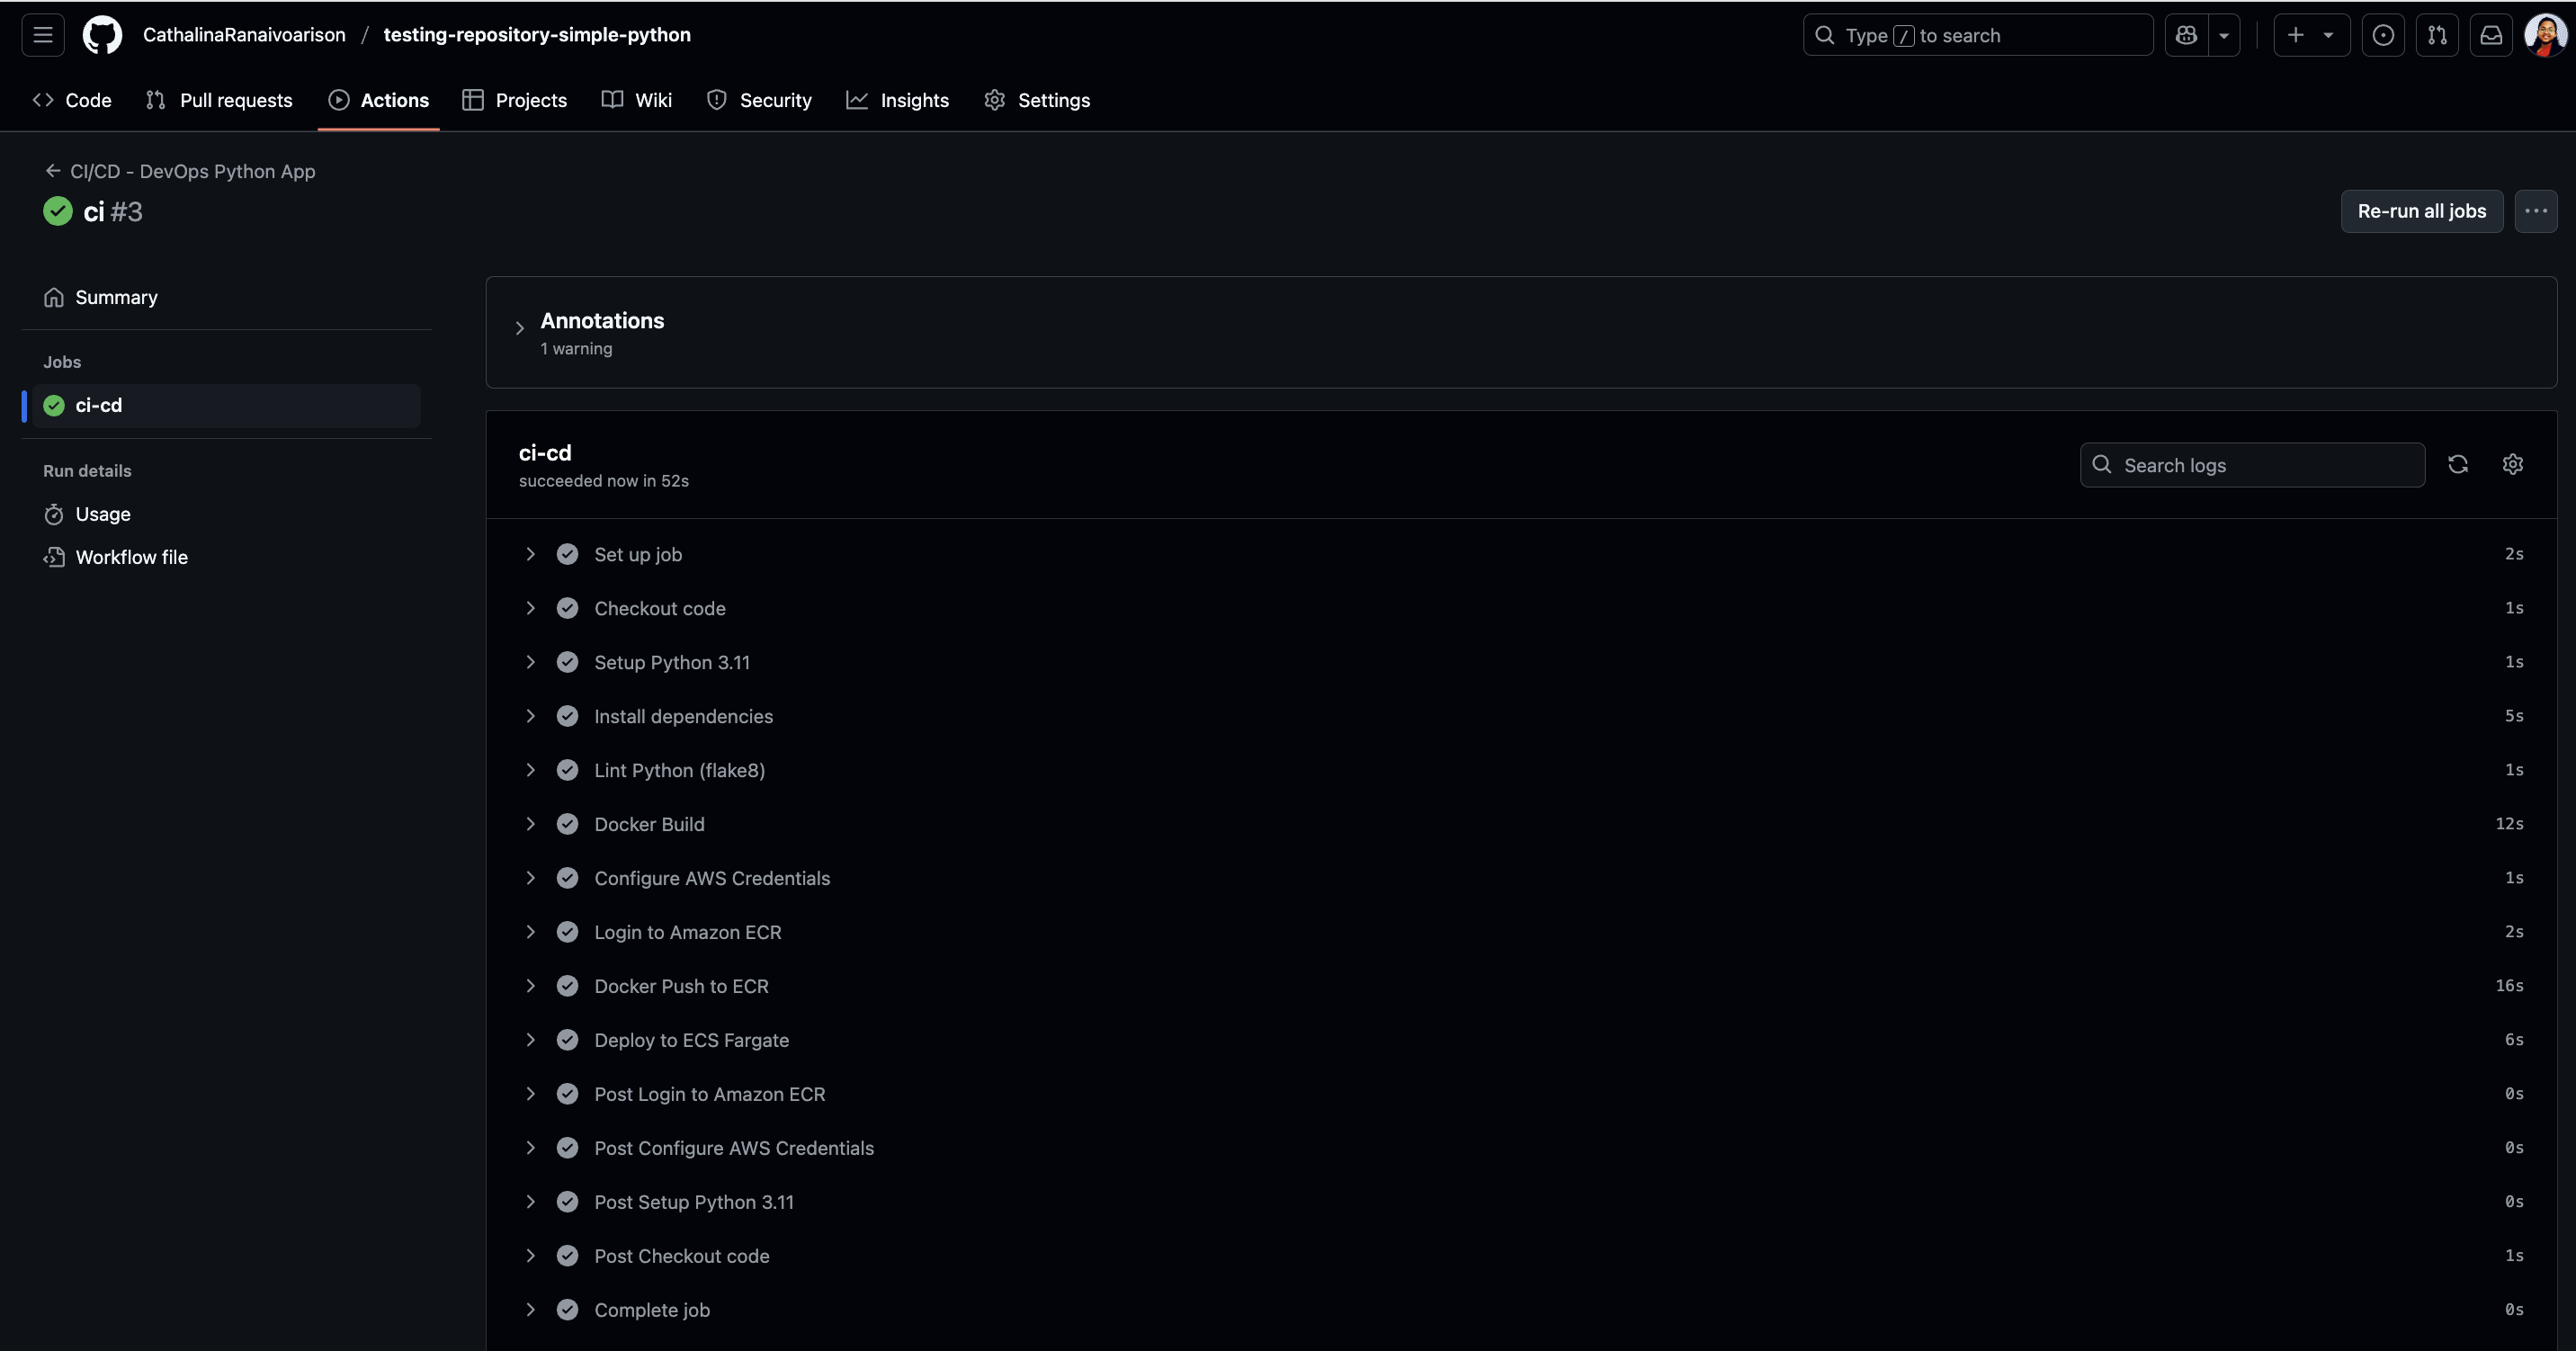 CathalinaRanaivoarison / testing-repository-simple-python
Type / to search
Code Pull requests Actions Projects Wiki Security Insights Settings
CI/CD - DevOps Python App
ci #3
Re-run all jobs
Summary
Jobs
ci-cd
Run details
Usage
Workflow file
Annotations
1 warning
ci-cd
succeeded now in 52s
Search logs
Set up job 2s
Checkout code 1s
Setup Python 3.11 1s
Install dependencies 5s
Lint Python (flake8) 1s
Docker Build 12s
Configure AWS Credentials 1s
Login to Amazon ECR 2s
Docker Push to ECR 16s
Deploy to ECS Fargate 6s
Post Login to Amazon ECR 0s
Post Configure AWS Credentials 0s
Post Setup Python 3.11 0s
Post Checkout code 1s
Complete job 0s